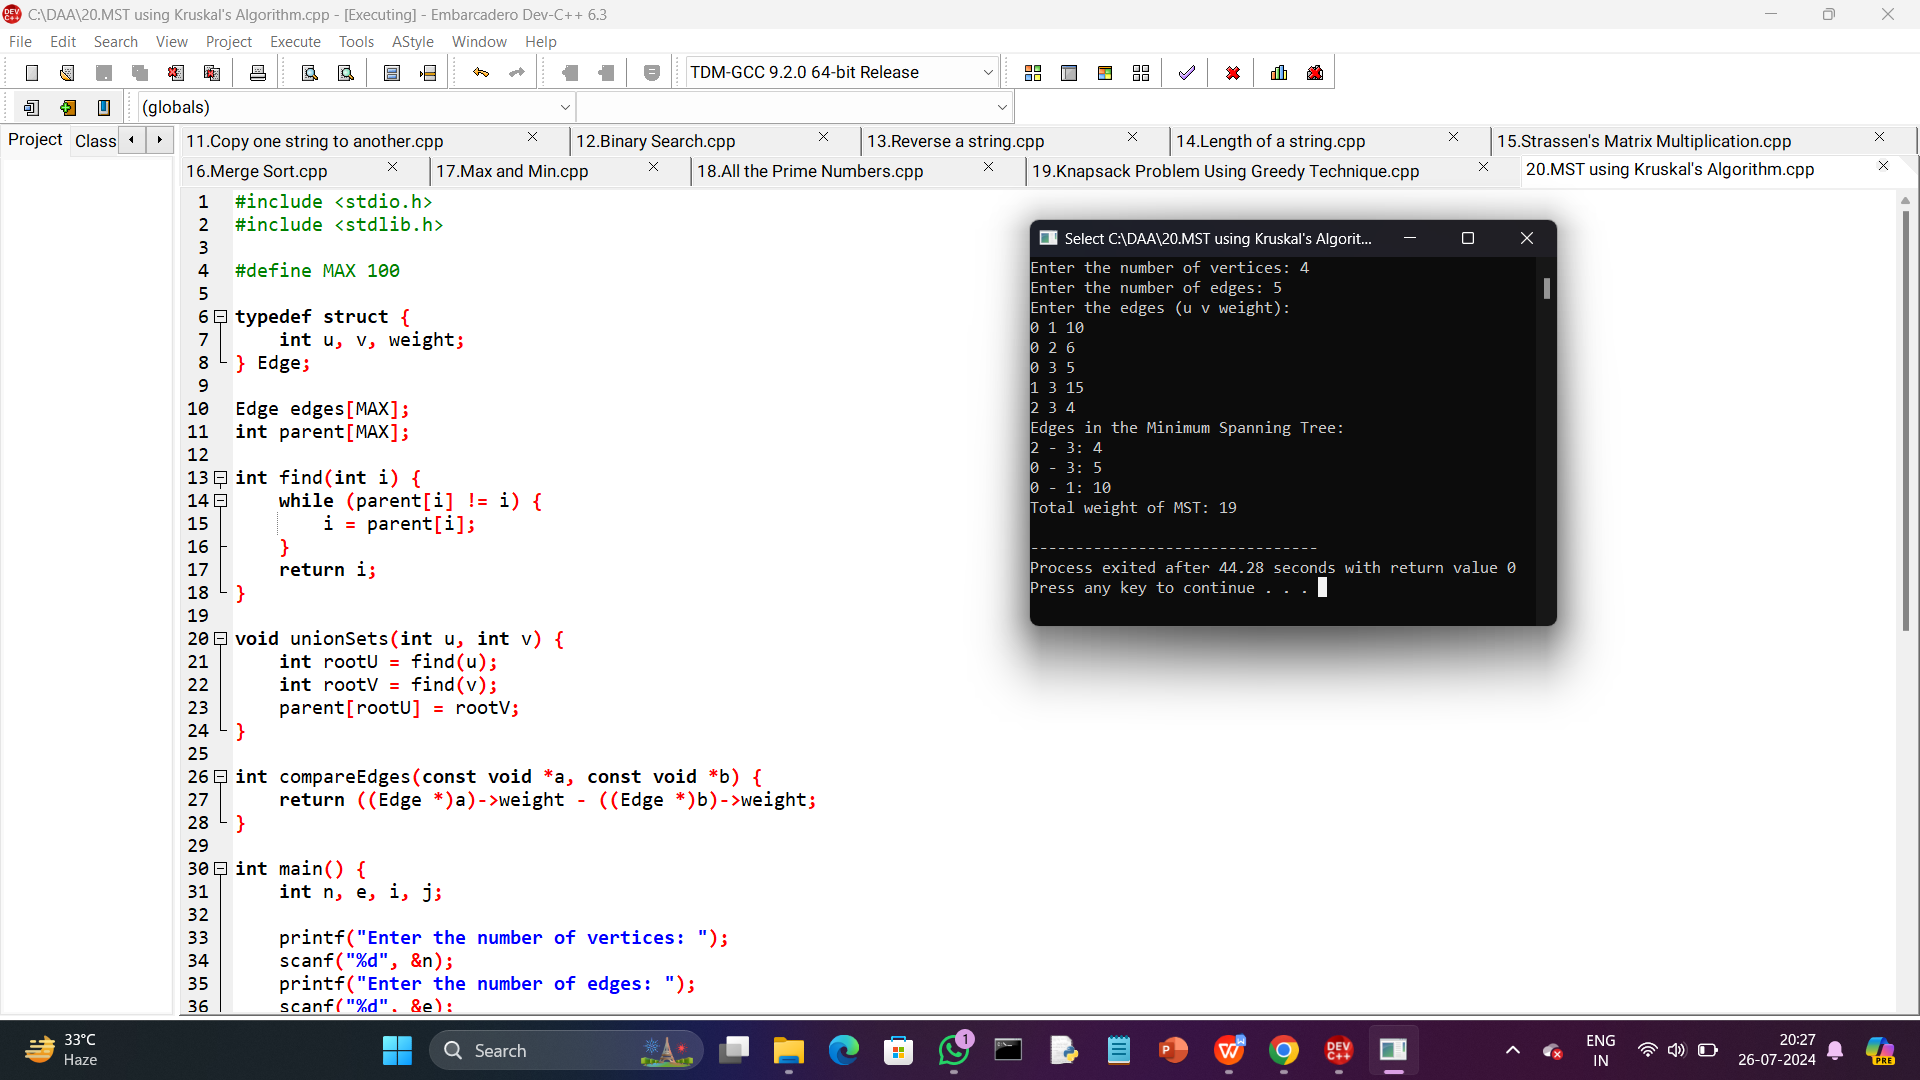 C:\DAA\20.MST using Kruskal's Algorithm.cpp - [Executing] - Embarcadero Dev-C++ 6.3
File Edit Search View Project Execute Tools AStyle Window Help
TDM-GCC 9.2.0 64-bit Release
(globals)
Project Class
11.Copy one string to another.cpp 12.Binary Search.cpp 13.Reverse a string.cpp 14.Length of a string.cpp 15.Strassen's Matrix Multiplication.cpp
16.Merge Sort.cpp 17.Max and Min.cpp 18.All the Prime Numbers.cpp 19.Knapsack Problem Using Greedy Technique.cpp 20.MST using Kruskal's Algorithm.cpp
1 #include <stdio.h>
2 #include <stdlib.h>
3
4 #define MAX 100
5
6 typedef struct {
7 int u, v, weight;
8 } Edge;
9
10 Edge edges[MAX];
11 int parent[MAX];
12
13 int find(int i) {
14 while (parent[i] != i) {
15 i = parent[i];
16 }
17 return i;
18 }
19
20 void unionSets(int u, int v) {
21 int rootU = find(u);
22 int rootV = find(v);
23 parent[rootU] = rootV;
24 }
25
26 int compareEdges(const void *a, const void *b) {
27 return ((Edge *)a)->weight - ((Edge *)b)->weight;
28 }
29
30 int main() {
31 int n, e, i, j;
32
33 printf("Enter the number of vertices: ");
34 scanf("%d", &n);
35 printf("Enter the number of edges: ");
36 scanf("%d", &e);
Select C:\DAA\20.MST using Kruskal's Algorit...
Enter the number of vertices: 4
Enter the number of edges: 5
Enter the edges (u v weight):
0 1 10
0 2 6
0 3 5
1 3 15
2 3 4
Edges in the Minimum Spanning Tree:
2 - 3: 4
0 - 3: 5
0 - 1: 10
Total weight of MST: 19
--------------------------------
Process exited after 44.28 seconds with return value 0
Press any key to continue . . .
33°C
Haze
Search
1
DEV C++
PRE
ENG
IN
20:27
26-07-2024